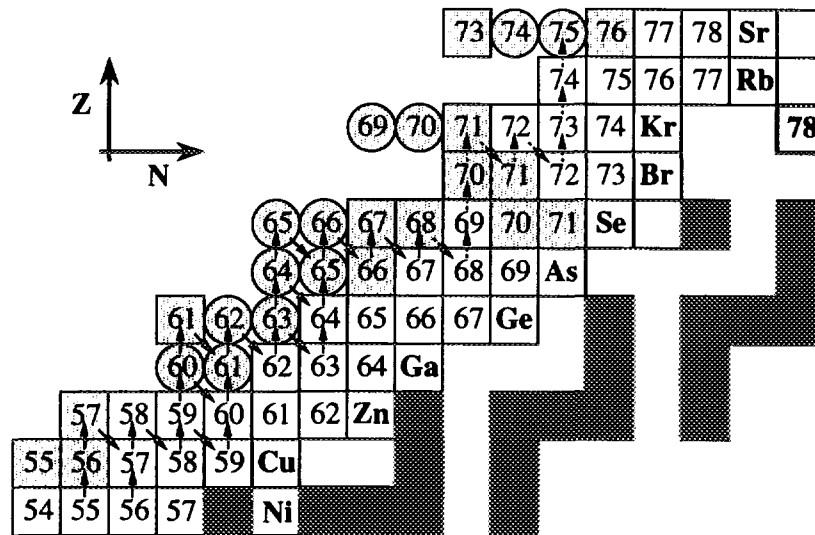 73 74 75 76 77 78 Sr
Z 74 75 76 77 Rb
69 70 71 72 73 74 Kr 78
N 70 71 72 73 Br
65 66 67 68 69 70 71 Se
64 65 66 67 68 69 As
61 62 63 64 65 66 67 Ge
60 61 62 63 64 Ga
57 58 59 60 61 62 Zn
55 56 57 58 59 Cu
54 55 56 57 Ni